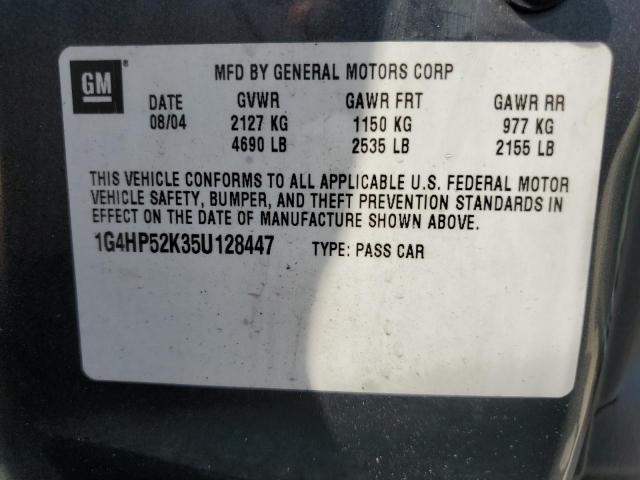 GM ® MFD BY GENERAL MOTORS CORP
DATE GVWR GAWR FRT GAWR RR
08/04 2127 KG 1150 KG 977 KG
4690 LB 2535 LB 2155 LB
THIS VEHICLE CONFORMS TO ALL APPLICABLE U.S. FEDERAL MOTOR
VEHICLE SAFETY, BUMPER, AND THEFT PREVENTION STANDARDS IN
EFFECT ON THE DATE OF MANUFACTURE SHOWN ABOVE.
1G4HP52K35U128447 TYPE: PASS CAR